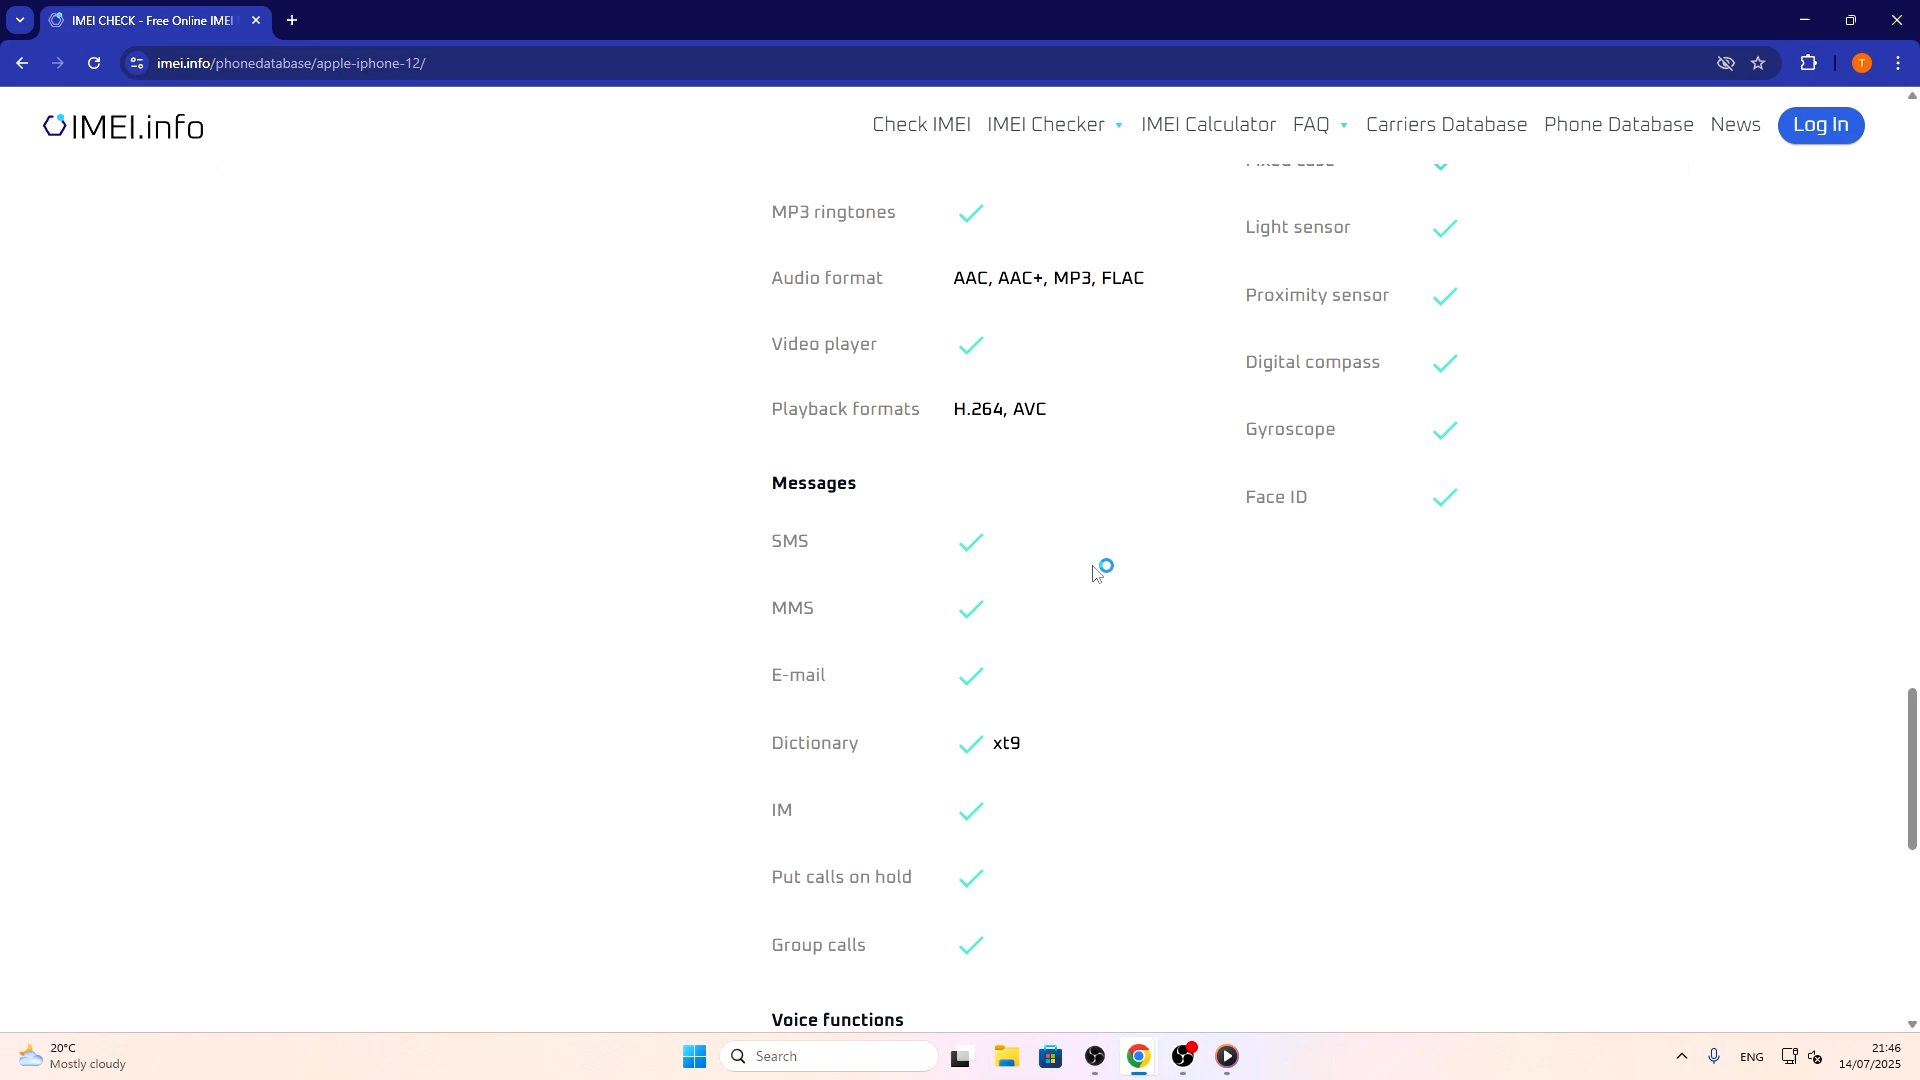 IMEI CHECK - Free Online IMEI
imei.info/phonedatabase/apple-iphone-12/
T
IMEI.info
Check IMEI
IMEI Checker
IMEI Calculator
FAQ
Carriers Database
Phone Database
News
Log In
MP3 ringtones
Audio format AAC, AAC+, MP3, FLAC
Video player
Playback formats H.264, AVC
Messages
SMS
MMS
E-mail
Dictionary xt9
IM
Put calls on hold
Group calls
Voice functions
Light sensor
Proximity sensor
Digital compass
Gyroscope
Face ID
20°C
Mostly cloudy
Search
ENG
21:46
14/07/2025